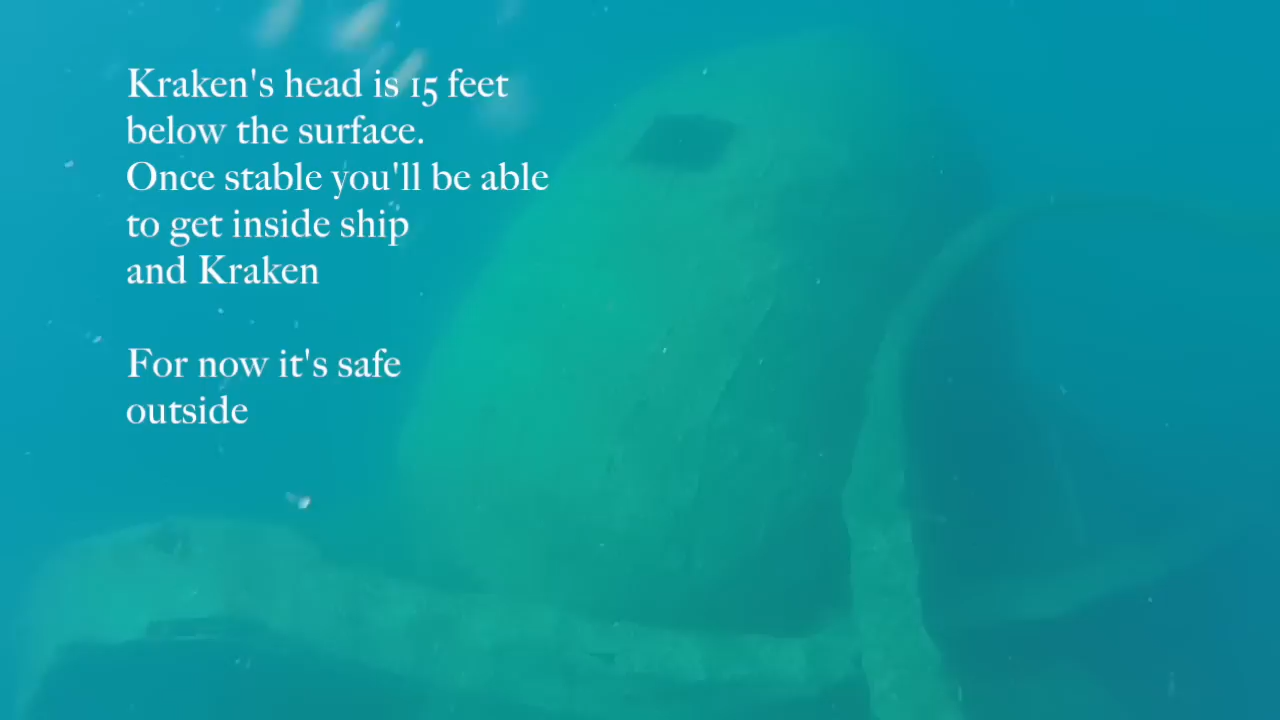 Kraken's head is 15 feet
below the surface.
Once stable you'll be able
to get inside ship
and Kraken
For now it's safe
outside